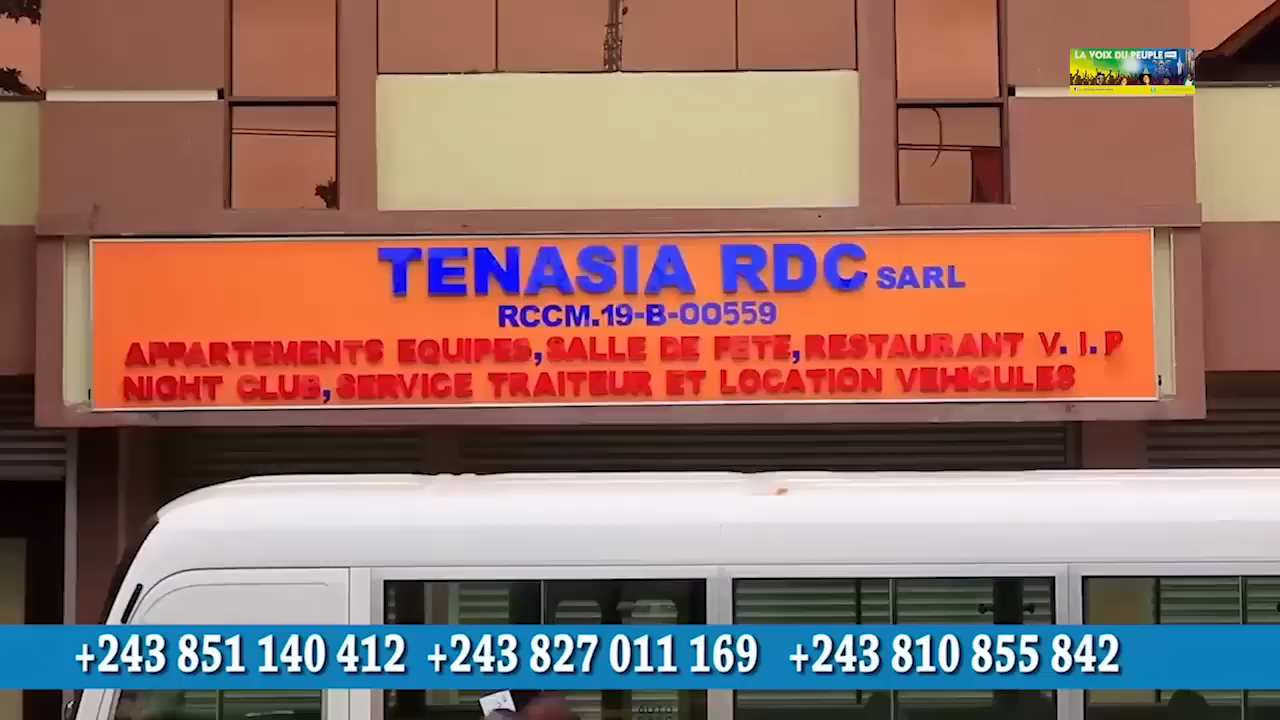 LA VOIX DU PEUPLE
TENASIA RDC SARL
RCCM.19-B-00559
APPARTEMENTS EQUIPES, SALLE DE FETE, RESTAURANT V. I. P
NIGHT CLUB, SERVICE TRAITEUR ET LOCATION VEHICULES
+243 851 140 412 +243 827 011 169 +243 810 855 842